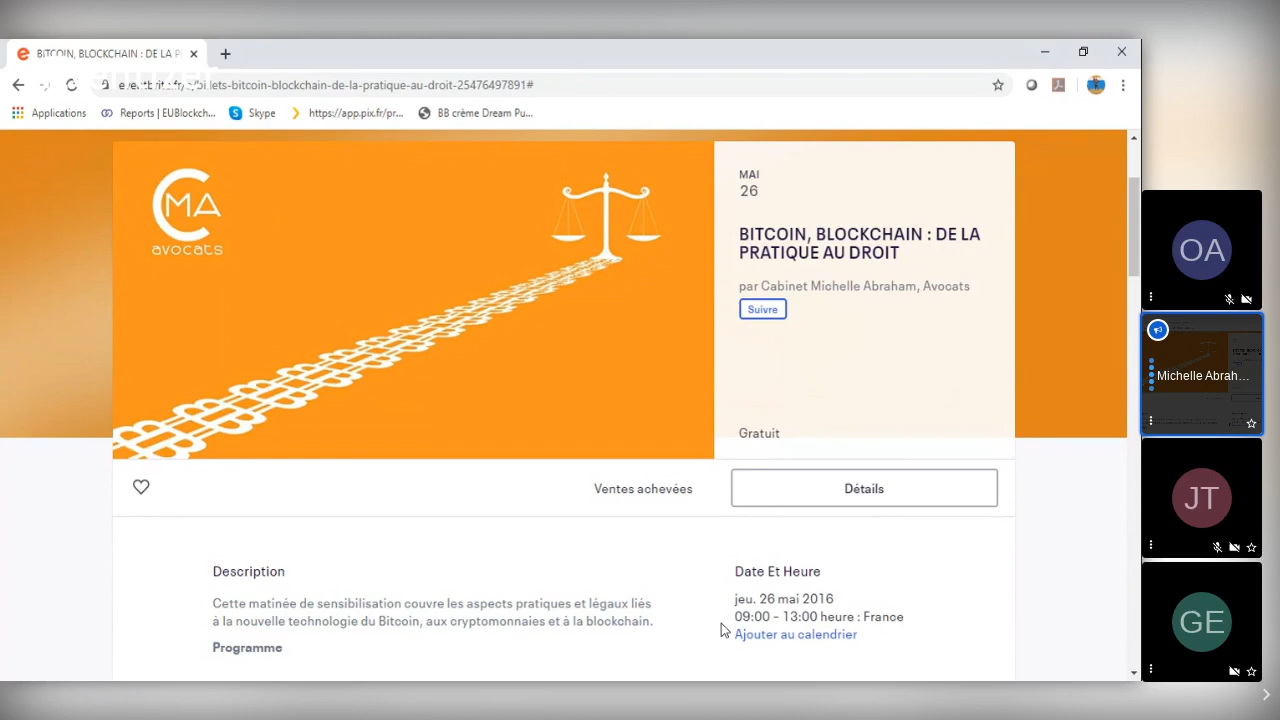 BITCOIN, BLOCKCHAIN : DE LA P
eventbrite.fr/e/billets-bitcoin-blockchain-de-la-pratique-au-droit-25476497891#
Applications
Reports | EUBlockch...
Skype
https://app.pix.fr/pr...
BB crème Dream Pu...
CMA
avocats
MAI
26
BITCOIN, BLOCKCHAIN : DE LA
PRATIQUE AU DROIT
par Cabinet Michelle Abraham, Avocats
Suivre
Gratuit
Ventes achevées
Détails
Description
Cette matinée de sensibilisation couvre les aspects pratiques et légaux liés
à la nouvelle technologie du Bitcoin, aux cryptomonnaies et à la blockchain.
Programme
Date Et Heure
jeu. 26 mai 2016
09:00 – 13:00 heure : France
Ajouter au calendrier
OA
Michelle Abrah...
JT
GE